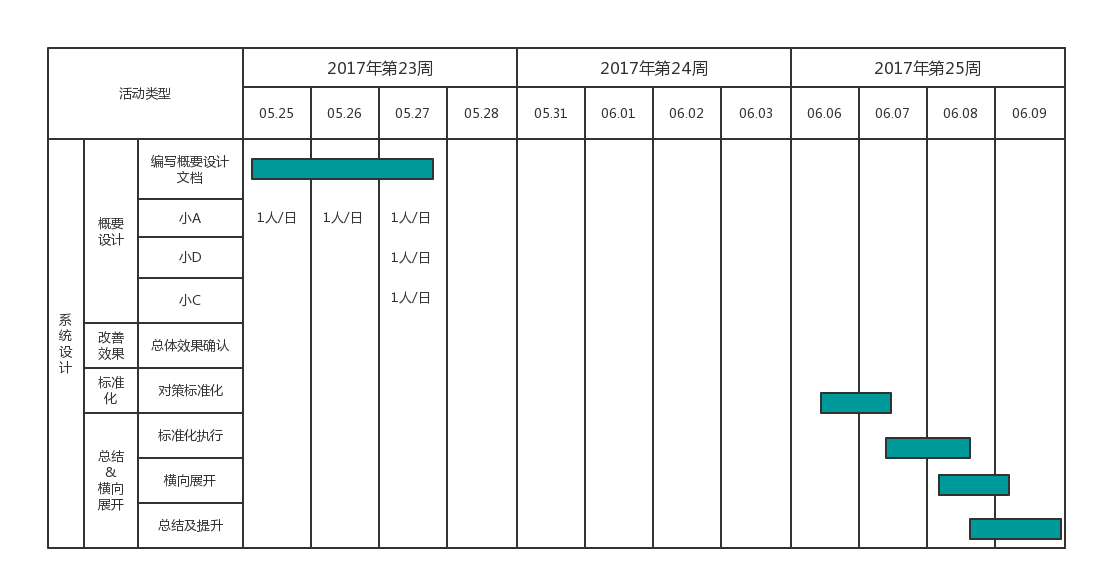 活动类型
2017年第23周
2017年第24周
2017年第25周
05.25
05.26
05.27
05.28
05.31
06.01
06.02
06.03
06.06
06.07
06.08
06.09
系
统
设
计
概要
设计
编写概要设计
文档
小A
1人/日
1人/日
1人/日
小D
1人/日
小C
1人/日
改善
效果
总体效果确认
标准
化
对策标准化
总结
&
横向
展开
标准化执行
横向展开
总结及提升